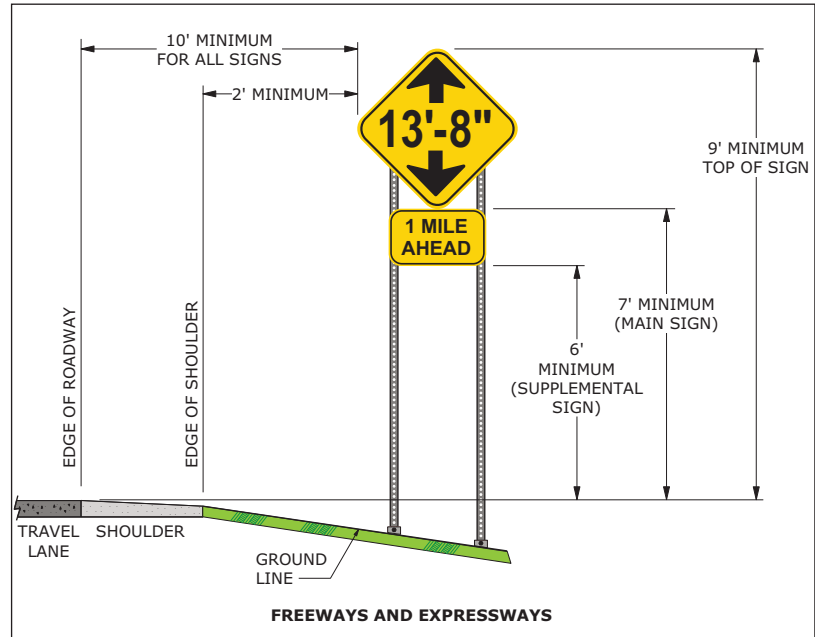 10' MINIMUM
FOR ALL SIGNS
2' MINIMUM
13'-8"
1 MILE
AHEAD
9' MINIMUM
TOP OF SIGN
7' MINIMUM
(MAIN SIGN)
6'
MINIMUM
(SUPPLEMENTAL
SIGN)
EDGE OF ROADWAY
EDGE OF SHOULDER
TRAVEL
LANE
SHOULDER
GROUND
LINE
FREEWAYS AND EXPRESSWAYS